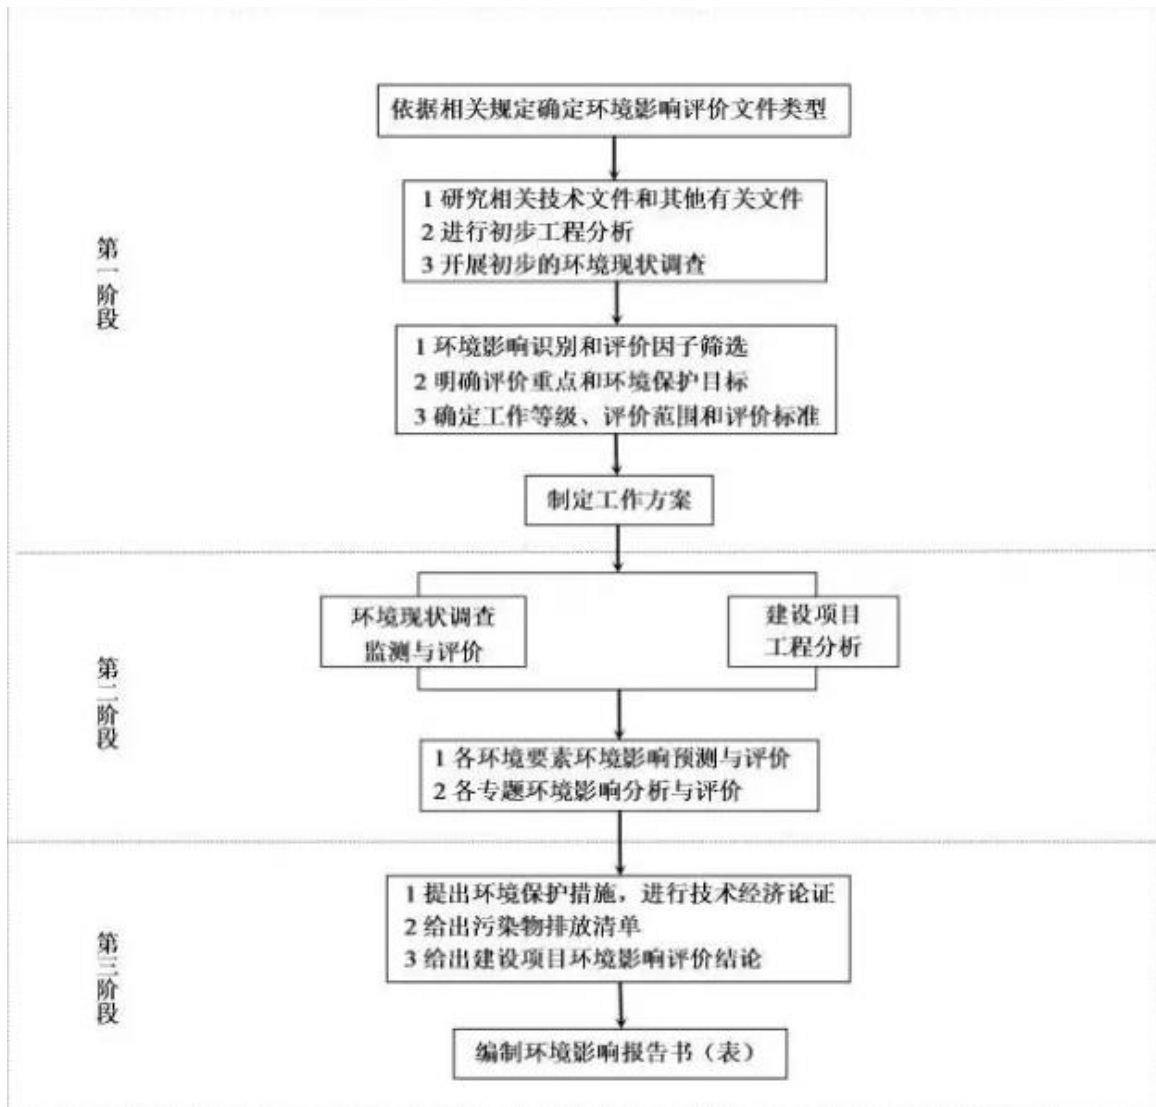 依据相关规定确定环境影响评价文件类型
第一阶段
1 研究相关技术文件和其他有关文件
2 进行初步工程分析
3 开展初步的环境现状调查
1 环境影响识别和评价因子筛选
2 明确评价重点和环境保护目标
3 确定工作等级、评价范围和评价标准
制定工作方案
第二阶段
环境现状调查
监测与评价
建设项目
工程分析
1 各环境要素环境影响预测与评价
2 各专题环境影响分析与评价
第三阶段
1 提出环境保护措施，进行技术经济论证
2 给出污染物排放清单
3 给出建设项目环境影响评价结论
编制环境影响报告书（表）